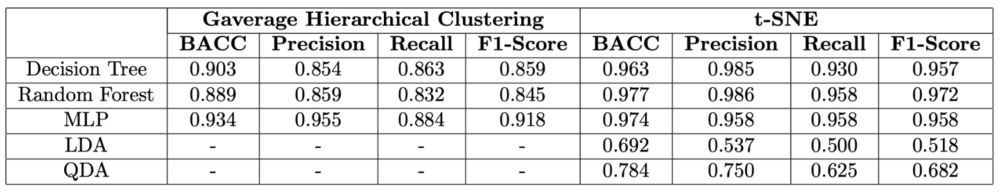 Gaverage Hierarchical Clustering t-SNE
BACC Precision Recall F1-Score BACC Precision Recall F1-Score
Decision Tree 0.903 0.854 0.863 0.859 0.963 0.985 0.930 0.957
Random Forest 0.889 0.859 0.832 0.845 0.977 0.986 0.958 0.972
MLP 0.934 0.955 0.884 0.918 0.974 0.958 0.958 0.958
LDA - - - - 0.692 0.537 0.500 0.518
QDA - - - - 0.784 0.750 0.625 0.682